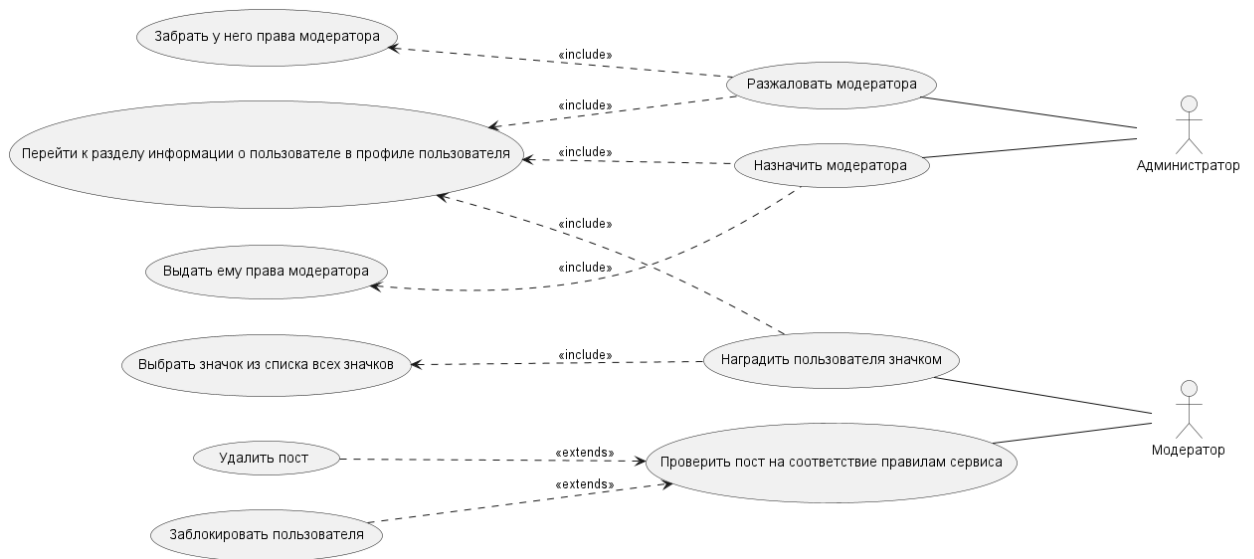 Забрать у него права модератора
«include»
Разжаловать модератора
«include»
Перейти к разделу информации о пользователе в профиле пользователя
«include»
Назначить модератора
Администратор
«include»
Выдать ему права модератора
«include»
Выбрать значок из списка всех значков
«include»
Наградить пользователя значком
Удалить пост
«extends»
Проверить пост на соответствие правилам сервиса
Модератор
«extends»
Заблокировать пользователя